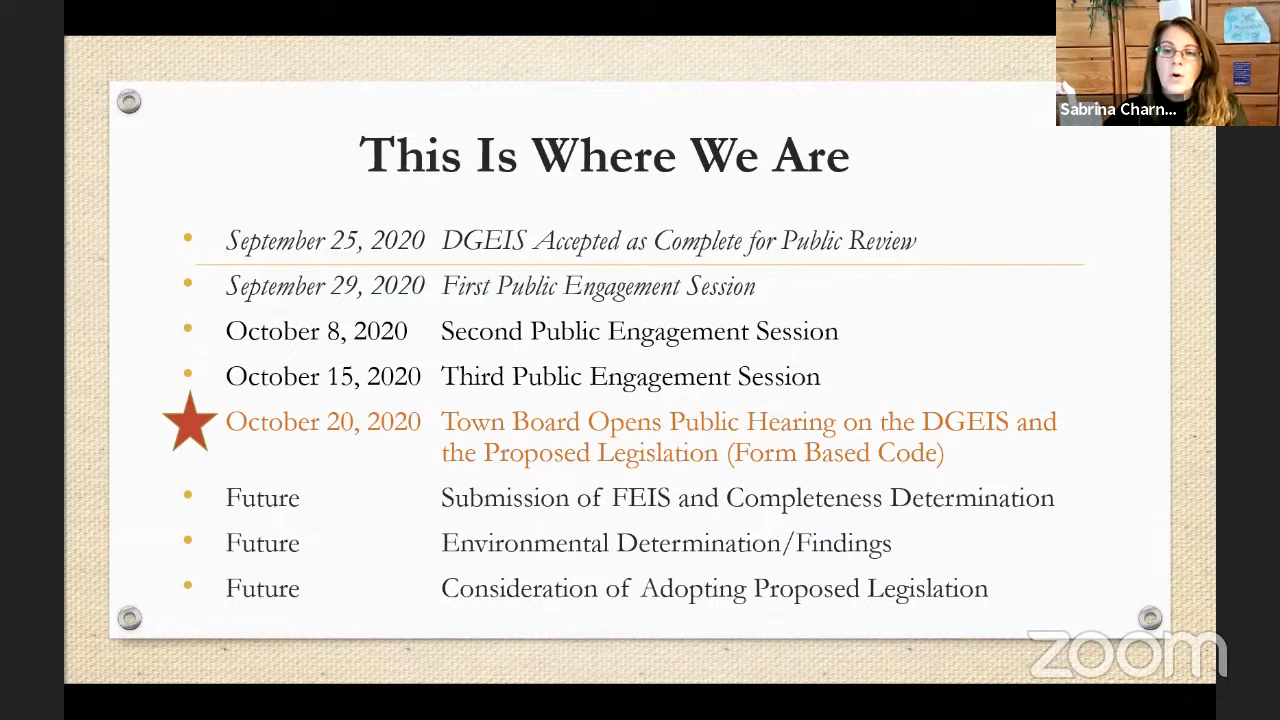 Sabrina Charn...
This Is Where We Are
September 25, 2020 DGEIS Accepted as Complete for Public Review
September 29, 2020 First Public Engagement Session
October 8, 2020 Second Public Engagement Session
October 15, 2020 Third Public Engagement Session
October 20, 2020 Town Board Opens Public Hearing on the DGEIS and
the Proposed Legislation (Form Based Code)
Future Submission of FEIS and Completeness Determination
Future Environmental Determination/Findings
Future Consideration of Adopting Proposed Legislation
zoom